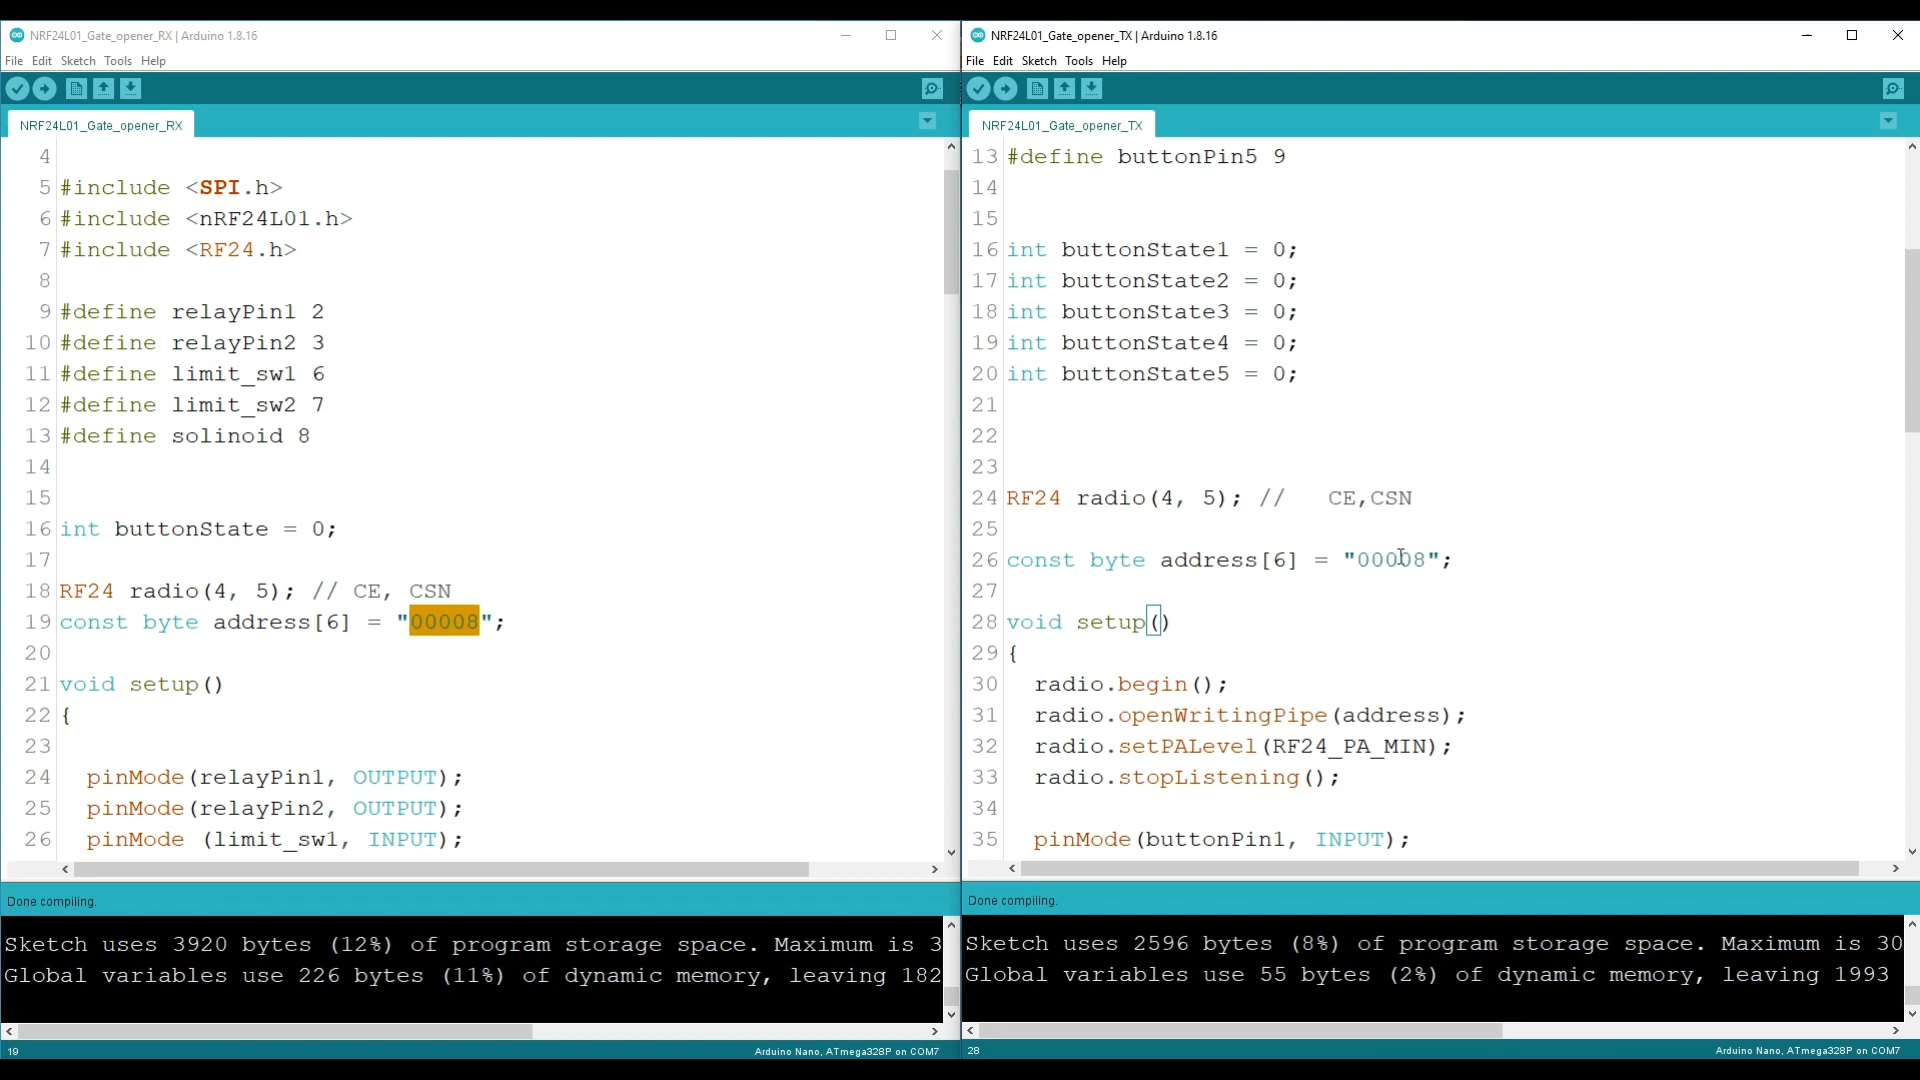 NRF24L01_Gate_opener_RX | Arduino 1.8.16
File Edit Sketch Tools Help
NRF24L01_Gate_opener_RX
4
5 #include <SPI.h>
6 #include <nRF24L01.h>
7 #include <RF24.h>
8
9 #define relayPin1 2
10 #define relayPin2 3
11 #define limit_sw1 6
12 #define limit_sw2 7
13 #define solinoid 8
14
15
16 int buttonState = 0;
17
18 RF24 radio(4, 5); // CE, CSN
19 const byte address[6] = "00008";
20
21 void setup()
22 {
23
24 pinMode(relayPin1, OUTPUT);
25 pinMode(relayPin2, OUTPUT);
26 pinMode (limit_sw1, INPUT);
Done compiling.
Sketch uses 3920 bytes (12%) of program storage space. Maximum is 3
Global variables use 226 bytes (11%) of dynamic memory, leaving 182
19 Arduino Nano, ATmega328P on COM7
NRF24L01_Gate_opener_TX | Arduino 1.8.16
File Edit Sketch Tools Help
NRF24L01_Gate_opener_TX
13 #define buttonPin5 9
14
15
16 int buttonState1 = 0;
17 int buttonState2 = 0;
18 int buttonState3 = 0;
19 int buttonState4 = 0;
20 int buttonState5 = 0;
21
22
23
24 RF24 radio(4, 5); // CE,CSN
25
26 const byte address[6] = "00008";
27
28 void setup()
29 {
30 radio.begin();
31 radio.openWritingPipe(address);
32 radio.setPALevel(RF24_PA_MIN);
33 radio.stopListening();
34
35 pinMode(buttonPin1, INPUT);
Done compiling.
Sketch uses 2596 bytes (8%) of program storage space. Maximum is 30
Global variables use 55 bytes (2%) of dynamic memory, leaving 1993
28 Arduino Nano, ATmega328P on COM7